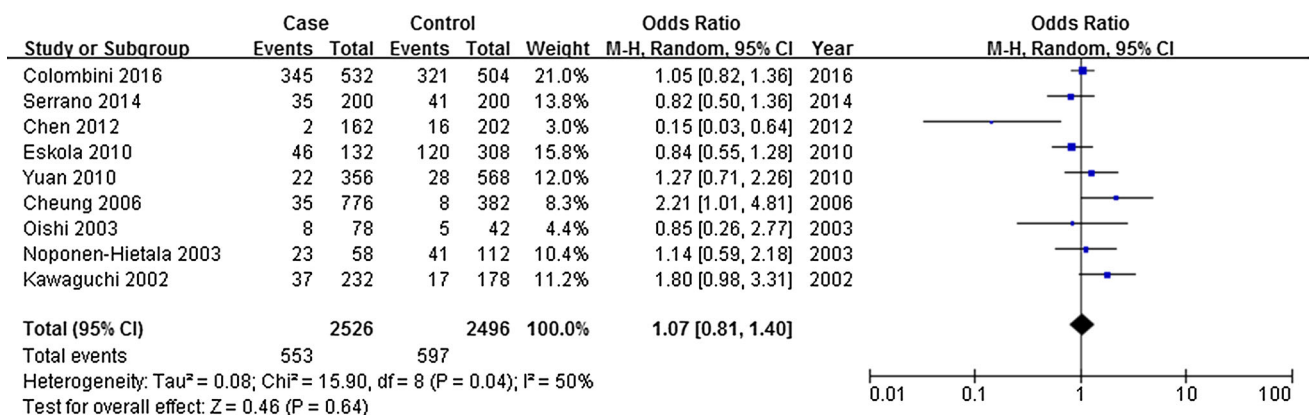 Case Control Odds Ratio Odds Ratio
Study or Subgroup Events Total Events Total Weight M-H, Random, 95% CI Year M-H, Random, 95% CI
Colombini 2016 345 532 321 504 21.0% 1.05 [0.82, 1.36] 2016
Serrano 2014 35 200 41 200 13.8% 0.82 [0.50, 1.36] 2014
Chen 2012 2 162 16 202 3.0% 0.15 [0.03, 0.64] 2012
Eskola 2010 46 132 120 308 15.8% 0.84 [0.55, 1.28] 2010
Yuan 2010 22 356 28 568 12.0% 1.27 [0.71, 2.26] 2010
Cheung 2006 35 776 8 382 8.3% 2.21 [1.01, 4.81] 2006
Oishi 2003 8 78 5 42 4.4% 0.85 [0.26, 2.77] 2003
Noponen-Hietala 2003 23 58 41 112 10.4% 1.14 [0.59, 2.18] 2003
Kawaguchi 2002 37 232 17 178 11.2% 1.80 [0.98, 3.31] 2002
Total (95% CI) 2526 2496 100.0% 1.07 [0.81, 1.40]
Total events 553 597
Heterogeneity: Tau² = 0.08; Chi² = 15.90, df = 8 (P = 0.04); I² = 50%
Test for overall effect: Z = 0.46 (P = 0.64)
0.01 0.1 1 10 100